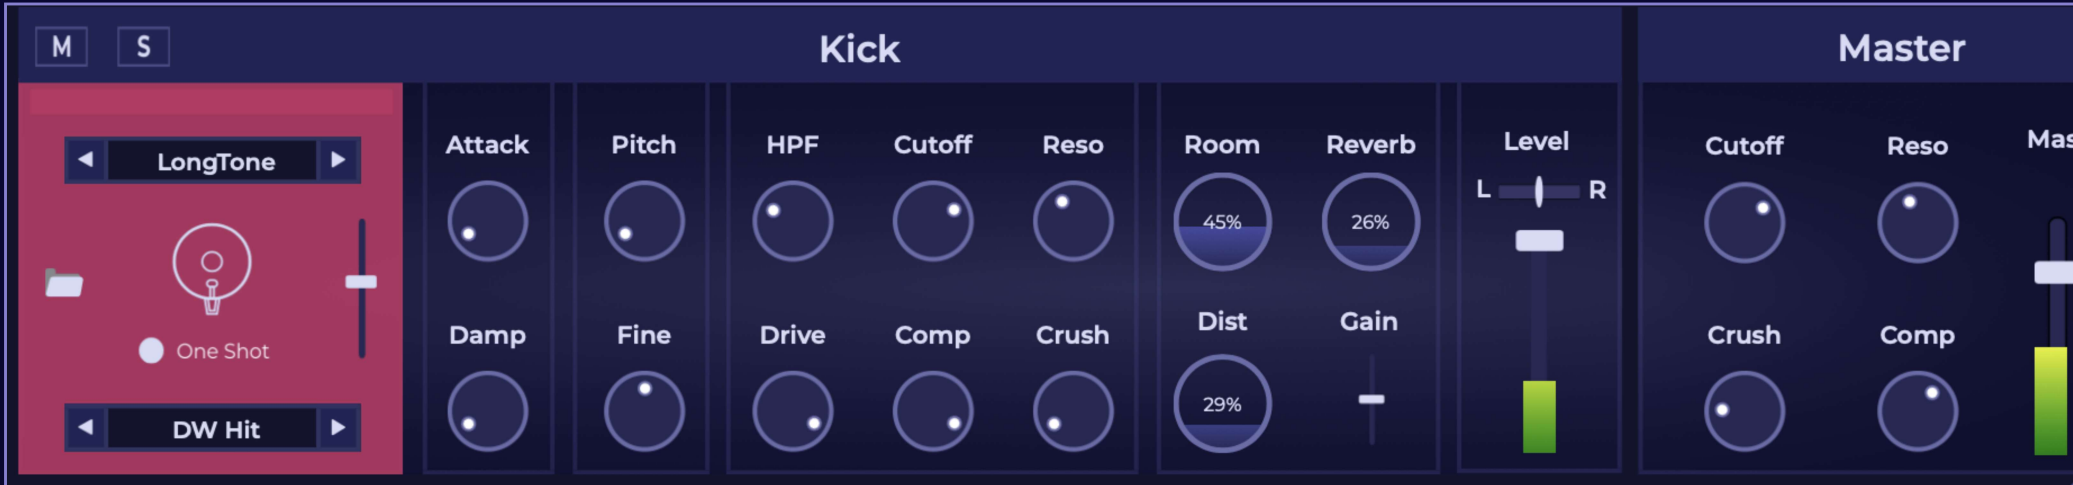 M S Kick Master
LongTone
One Shot
DW Hit
Attack Pitch HPF Cutoff Reso Room Reverb Level Cutoff Reso Mas
L R
45% 26%
Damp Fine Drive Comp Crush Dist Gain Crush Comp
29%